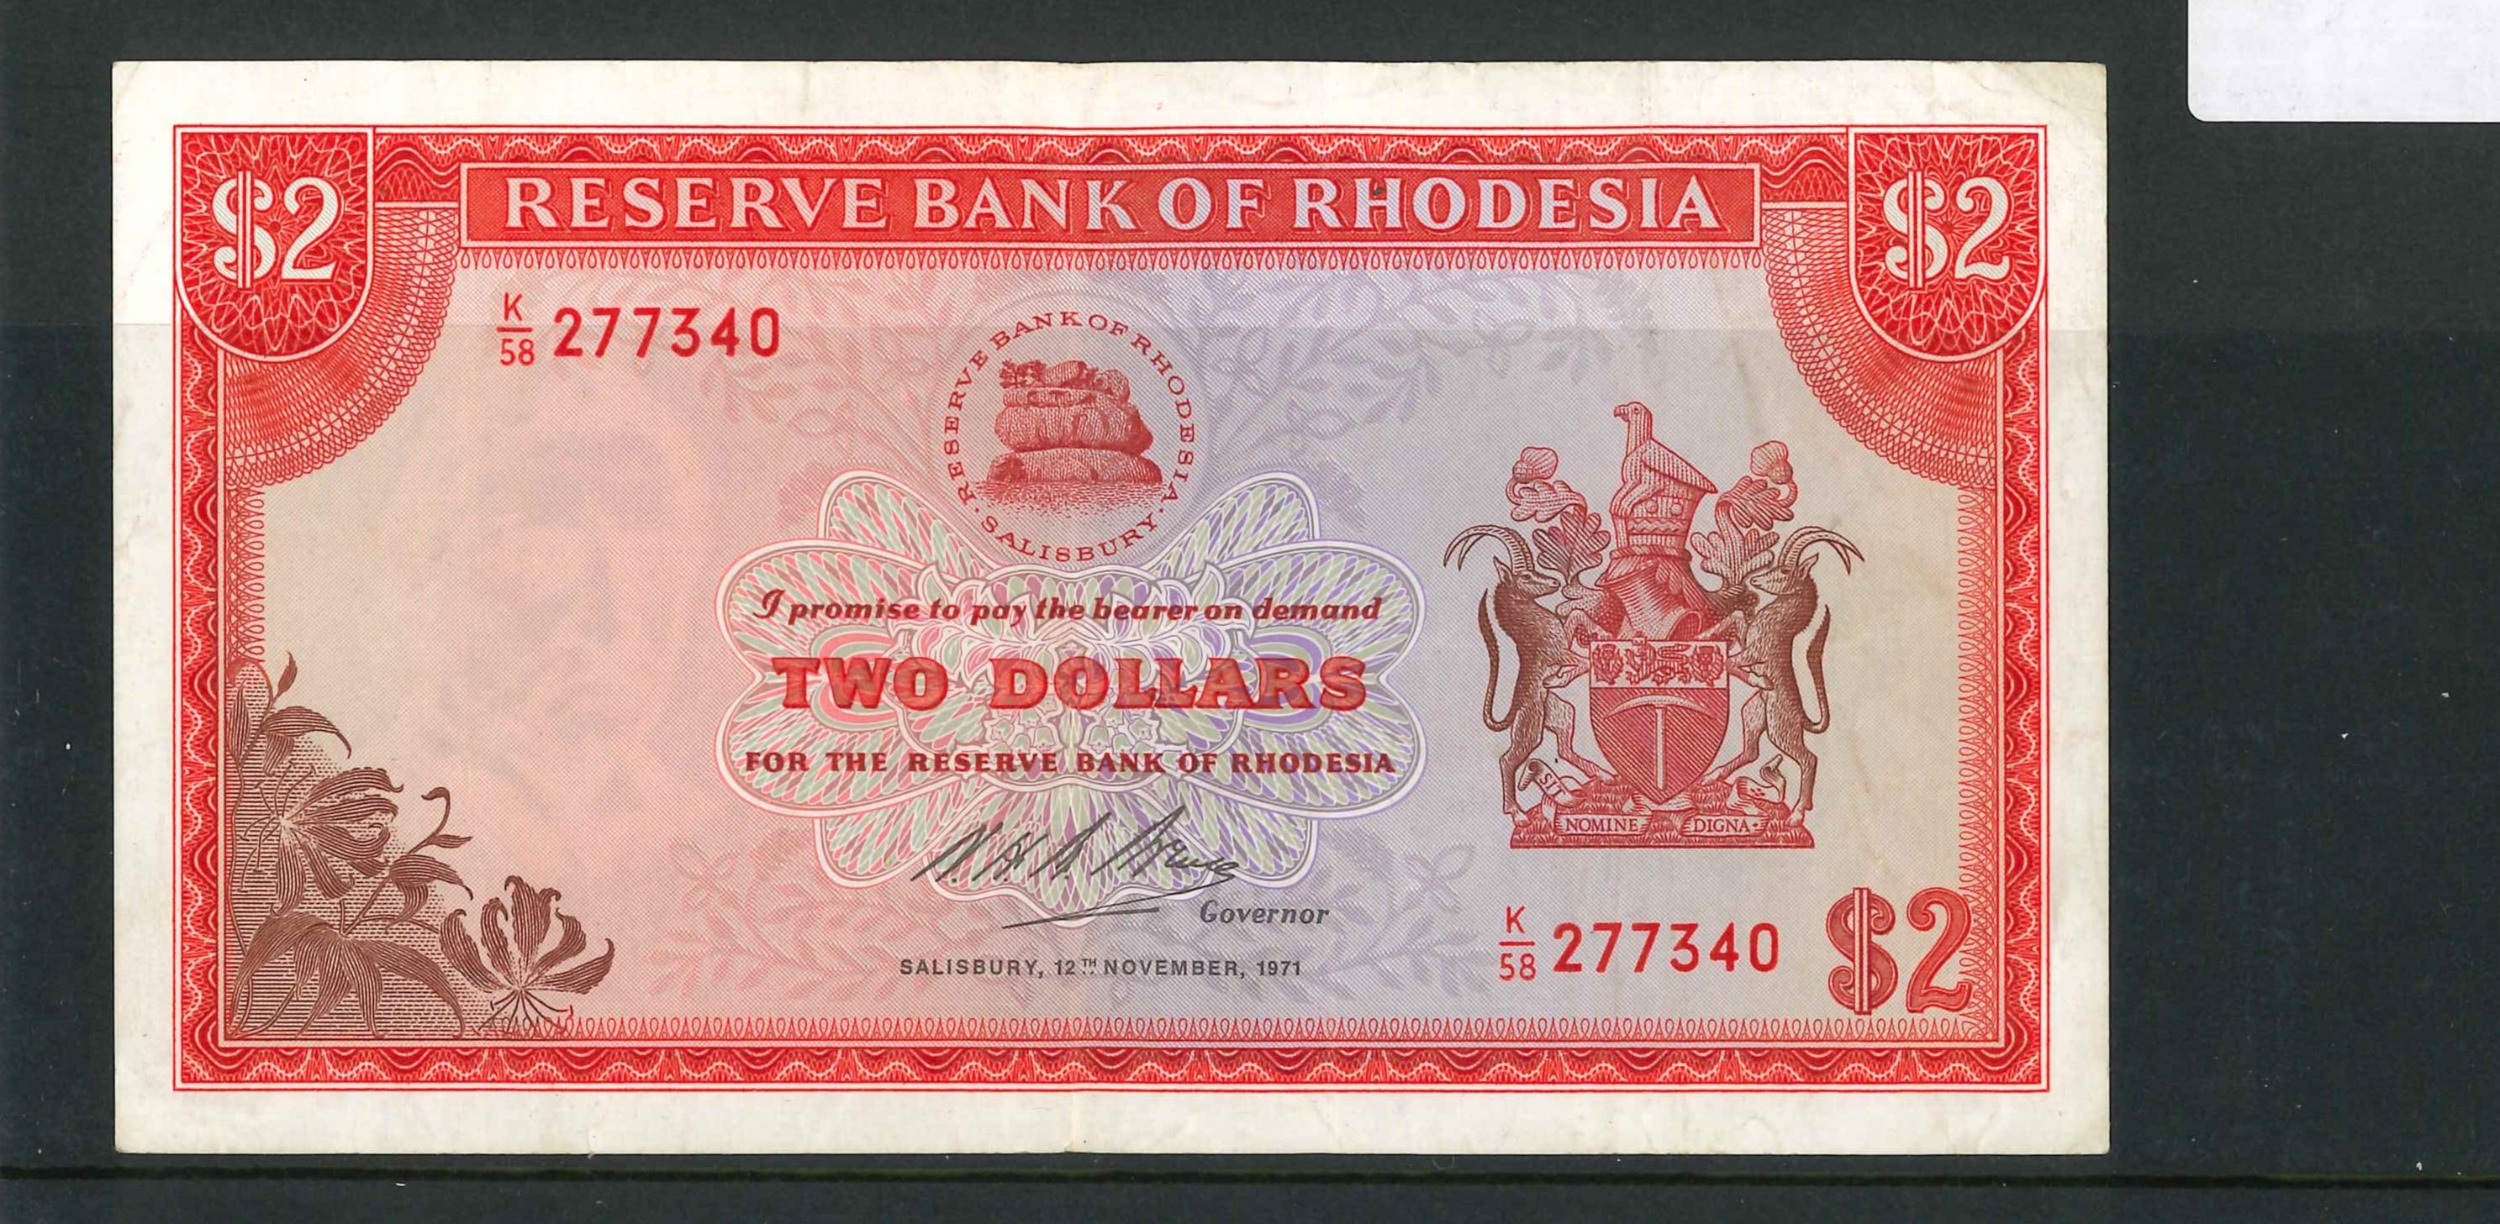 $2
RESERVE BANK OF RHODESIA
$2
K/58 277340
RESERVE BANK OF RHODESIA
· SALISBURY ·
I promise to pay the bearer on demand
TWO DOLLARS
FOR THE RESERVE BANK OF RHODESIA
SIT
NOMINE
DIGNA
Governor
SALISBURY, 12TH NOVEMBER, 1971
K/58 277340
$2